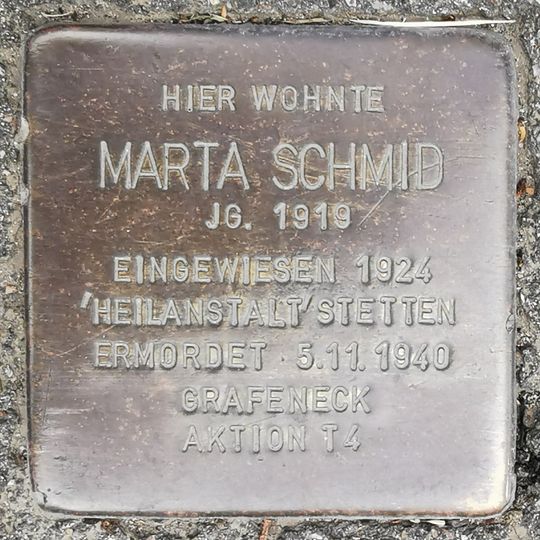 HIER WOHNTE
MARTA SCHMID
JG. 1919
EINGEWIESEN 1924
'HEILANSTALT' STETTEN
ERMORDET 5.11.1940
GRAFENECK
AKTION T4